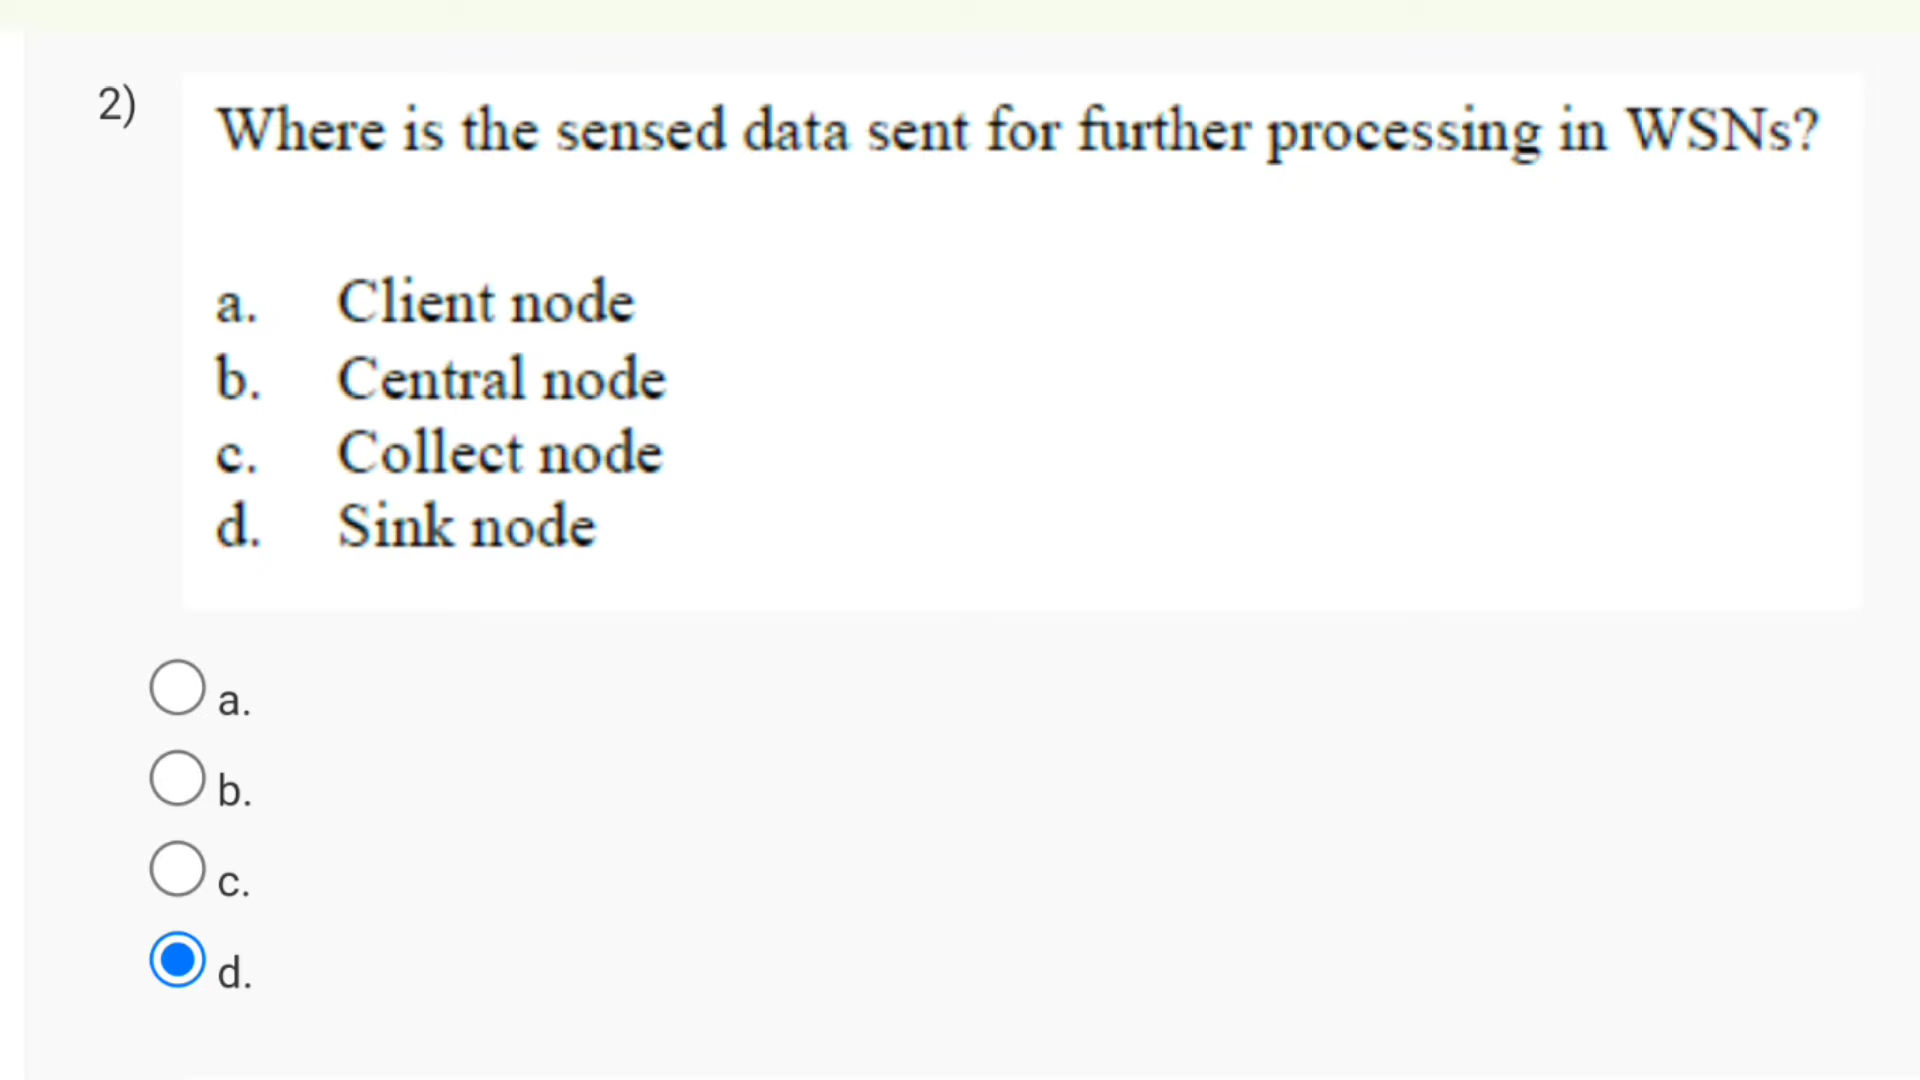 2)
Where is the sensed data sent for further processing in WSNs?
a. Client node
b. Central node
c. Collect node
d. Sink node
a.
b.
c.
d.